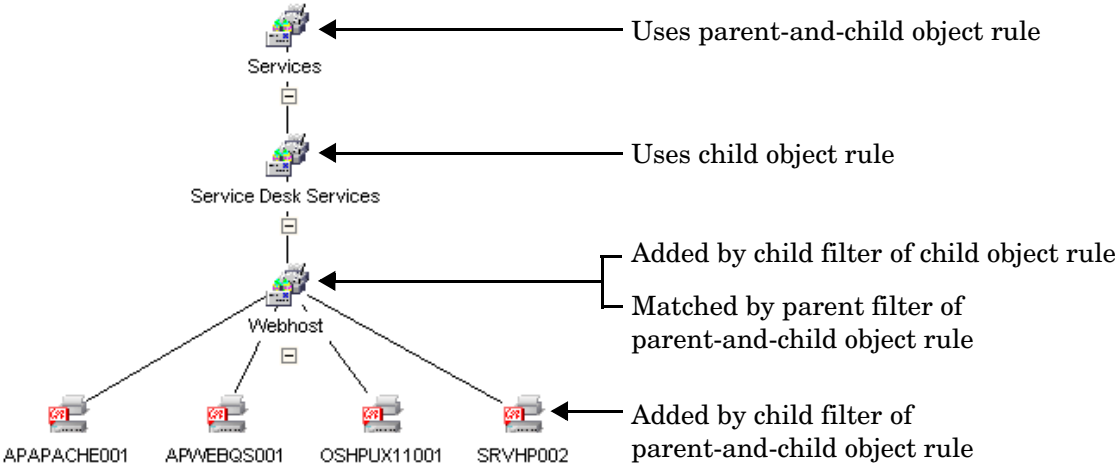 Uses parent-and-child object rule
Services
Uses child object rule
Service Desk Services
Added by child filter of child object rule
Matched by parent filter of
parent-and-child object rule
Webhost
Added by child filter of
parent-and-child object rule
APAPACHE001 APWEBQS001 OSHPUX11001 SRVHP002